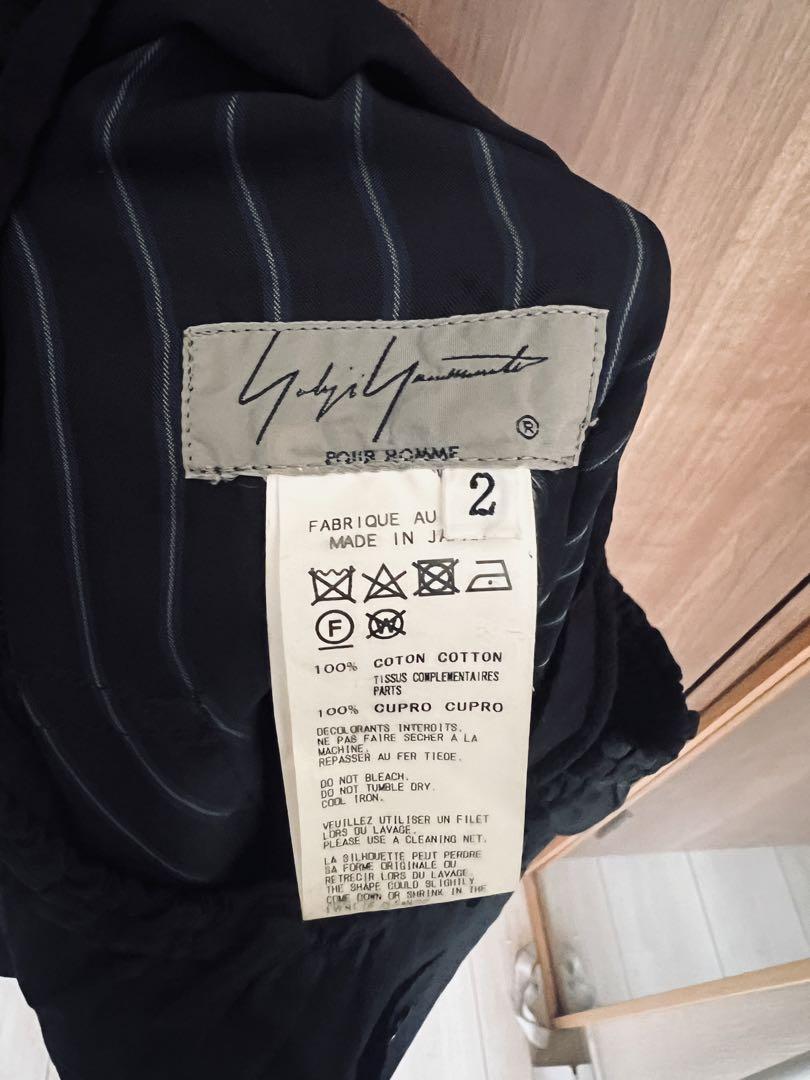 Yohji Yamamoto
®
POUR HOMME
2
FABRIQUE AU
MADE IN
F
W
100% COTON COTTON
TISSUS COMPLEMENTAIRES
PARTS
100% CUPRO CUPRO
DECOLORANTS INTERDITS.
NE PAS FAIRE SECHER A LA
MACHINE.
REPASSER AU FER TIEDE.
DO NOT BLEACH.
DO NOT TUMBLE DRY.
COOL IRON.
VEUILLEZ UTILISER UN FILET
LORS DU LAVAGE.
PLEASE USE A CLEANING NET.
LA SILHOUETTE PEUT PERDRE
SA FORME ORIGINALE OU
RETRECIR LORS DU LAVAGE.
THE SHAPE COULD SLIGHTLY
COME DOWN OR SHRINK IN THE